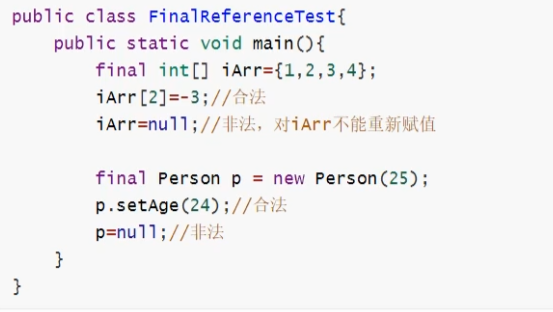 public class FinalReferenceTest{
    public static void main(){
        final int[] iArr={1,2,3,4};
        iArr[2]=-3;//合法
        iArr=null;//非法，对iArr不能重新赋值

        final Person p = new Person(25);
        p.setAge(24);//合法
        p=null;//非法
    }
}